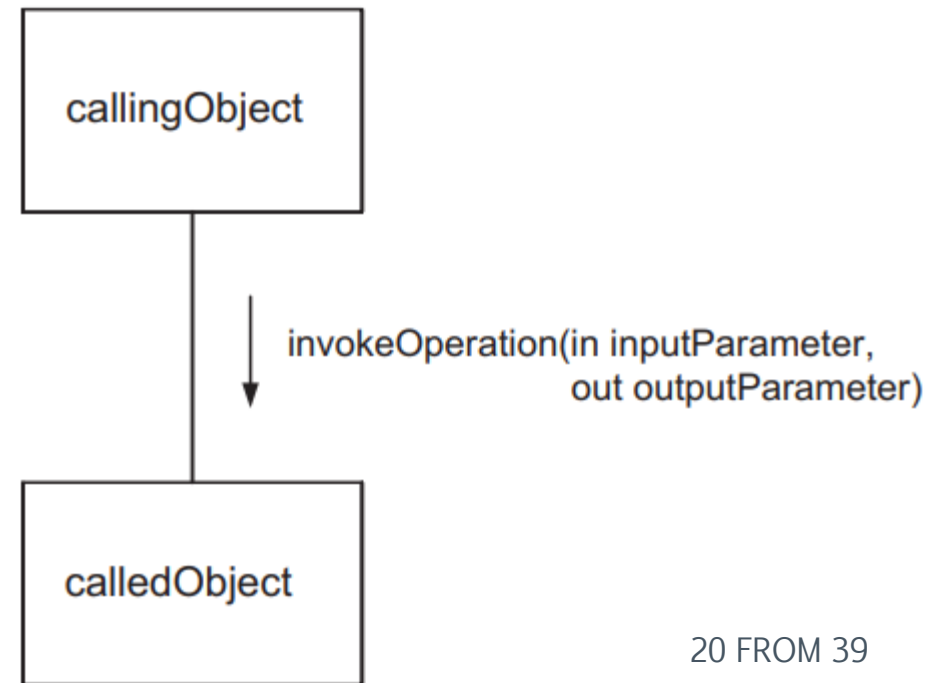 callingObject
invokeOperation(in inputParameter,
out outputParameter)
calledObject
20 FROM 39